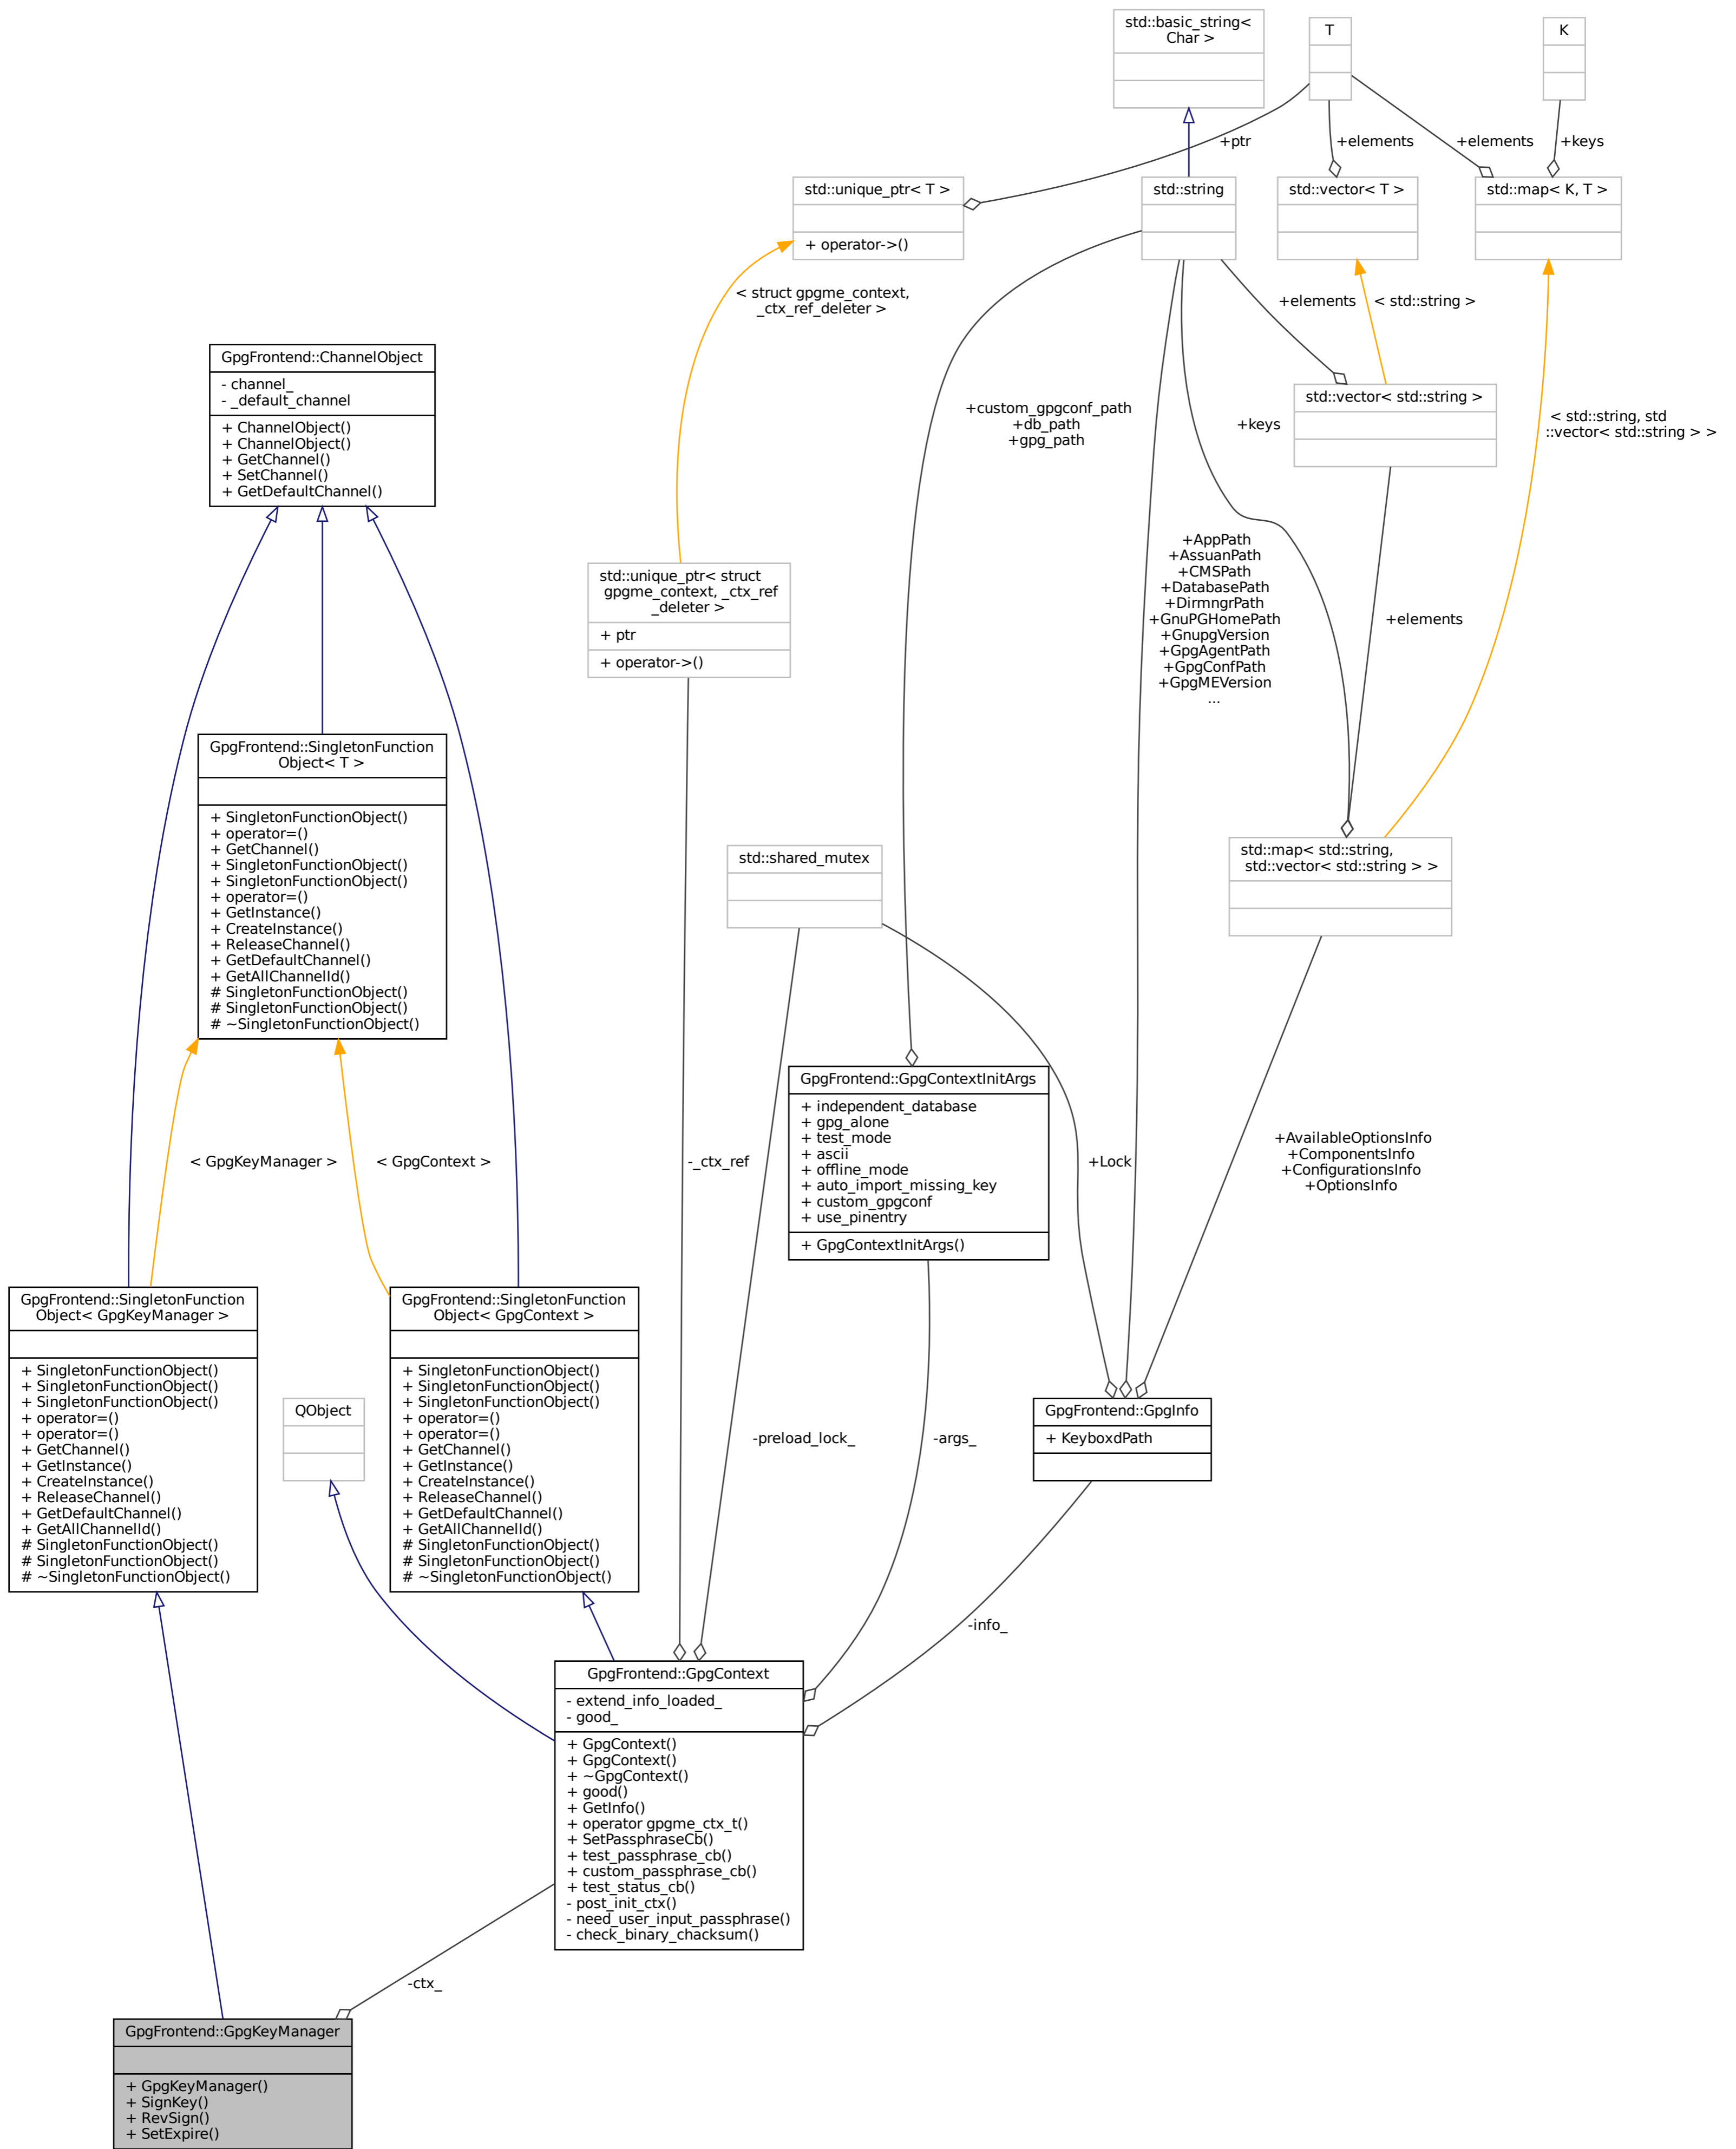 std::basic_string<
Char >
T
K
+ptr
+elements
+elements
+keys
std::unique_ptr< T >
+ operator->()
std::string
std::vector< T >
std::map< K, T >
< struct gpgme_context,
_ctx_ref_deleter >
+elements
< std::string >
GpgFrontend::ChannelObject
- channel_
- _default_channel
+ ChannelObject()
+ ChannelObject()
+ GetChannel()
+ SetChannel()
+ GetDefaultChannel()
+custom_gpgconf_path
+db_path
+gpg_path
+keys
std::vector< std::string >
< std::string, std
::vector< std::string > >
std::unique_ptr< struct
gpgme_context, _ctx_ref
_deleter >
+ ptr
+ operator->()
+AppPath
+AssuanPath
+CMSPath
+DatabasePath
+DirmngrPath
+GnuPGHomePath
+GnupgVersion
+GpgAgentPath
+GpgConfPath
+GpgMEVersion
...
+elements
GpgFrontend::SingletonFunction
Object< T >
+ SingletonFunctionObject()
+ operator=()
+ GetChannel()
+ SingletonFunctionObject()
+ SingletonFunctionObject()
+ operator=()
+ GetInstance()
+ CreateInstance()
+ ReleaseChannel()
+ GetDefaultChannel()
+ GetAllChannelId()
# SingletonFunctionObject()
# SingletonFunctionObject()
# ~SingletonFunctionObject()
std::shared_mutex
std::map< std::string,
std::vector< std::string > >
< GpgKeyManager >
< GpgContext >
-_ctx_ref
GpgFrontend::GpgContextInitArgs
+ independent_database
+ gpg_alone
+ test_mode
+ ascii
+ offline_mode
+ auto_import_missing_key
+ custom_gpgconf
+ use_pinentry
+ GpgContextInitArgs()
+Lock
+AvailableOptionsInfo
+ComponentsInfo
+ConfigurationsInfo
+OptionsInfo
GpgFrontend::SingletonFunction
Object< GpgKeyManager >
+ SingletonFunctionObject()
+ SingletonFunctionObject()
+ SingletonFunctionObject()
+ operator=()
+ operator=()
+ GetChannel()
+ GetInstance()
+ CreateInstance()
+ ReleaseChannel()
+ GetDefaultChannel()
+ GetAllChannelId()
# SingletonFunctionObject()
# SingletonFunctionObject()
# ~SingletonFunctionObject()
QObject
GpgFrontend::SingletonFunction
Object< GpgContext >
+ SingletonFunctionObject()
+ SingletonFunctionObject()
+ SingletonFunctionObject()
+ operator=()
+ operator=()
+ GetChannel()
+ GetInstance()
+ CreateInstance()
+ ReleaseChannel()
+ GetDefaultChannel()
+ GetAllChannelId()
# SingletonFunctionObject()
# SingletonFunctionObject()
# ~SingletonFunctionObject()
-preload_lock_
-args_
GpgFrontend::GpgInfo
+ KeyboxdPath
-info_
GpgFrontend::GpgContext
- extend_info_loaded_
- good_
+ GpgContext()
+ GpgContext()
+ ~GpgContext()
+ good()
+ GetInfo()
+ operator gpgme_ctx_t()
+ SetPassphraseCb()
+ test_passphrase_cb()
+ custom_passphrase_cb()
+ test_status_cb()
- post_init_ctx()
- need_user_input_passphrase()
- check_binary_chacksum()
-ctx_
GpgFrontend::GpgKeyManager
+ GpgKeyManager()
+ SignKey()
+ RevSign()
+ SetExpire()